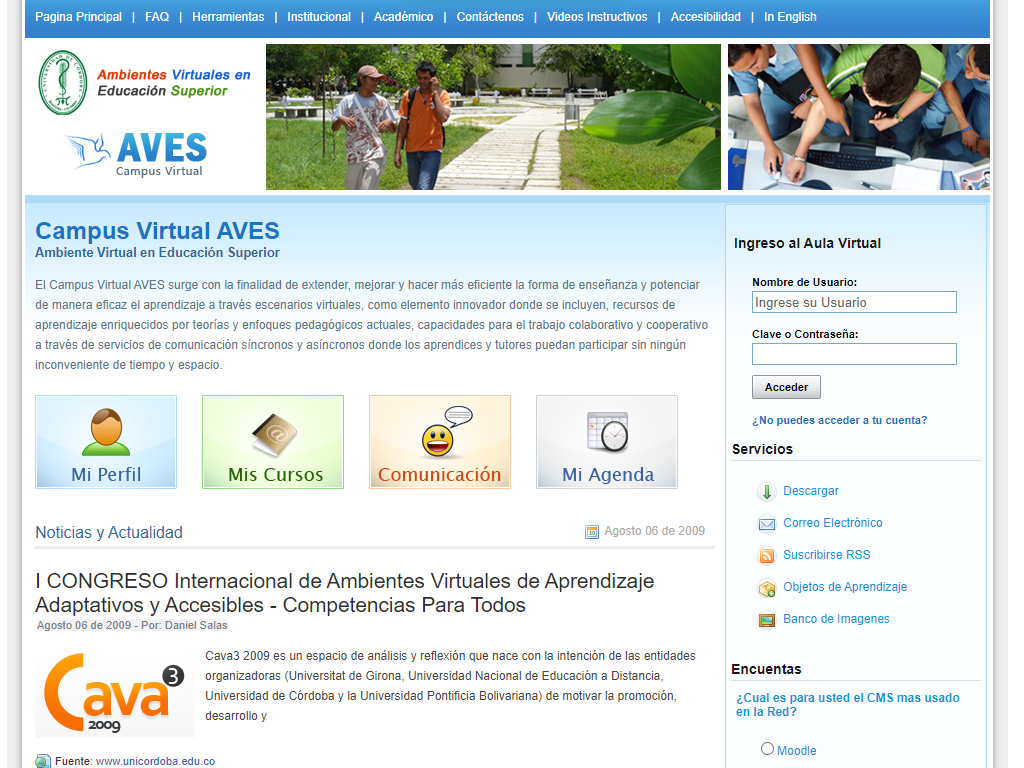 Pagina Principal | FAQ | Herramientas | Institucional | Académico | Contáctenos | Videos Instructivos | Accesibilidad | In English
Ambientes Virtuales en
Educación Superior
AVES
Campus Virtual
Campus Virtual AVES
Ambiente Virtual en Educación Superior
El Campus Virtual AVES surge con la finalidad de extender, mejorar y hacer más eficiente la forma de enseñanza y potenciar
de manera eficaz el aprendizaje a través escenarios virtuales, como elemento innovador donde se incluyen, recursos de
aprendizaje enriquecidos por teorías y enfoques pedagógicos actuales, capacidades para el trabajo colaborativo y cooperativo
a través de servicios de comunicación síncronos y asíncronos donde los aprendices y tutores puedan participar sin ningún
inconveniente de tiempo y espacio.
Mi Perfil
Mis Cursos
Comunicación
Mi Agenda
Noticias y Actualidad
Agosto 06 de 2009
I CONGRESO Internacional de Ambientes Virtuales de Aprendizaje
Adaptativos y Accesibles - Competencias Para Todos
Agosto 06 de 2009 - Por: Daniel Salas
Cava3
2009
Cava3 2009 es un espacio de análisis y reflexión que nace con la intención de las entidades
organizadoras (Universitat de Girona, Universidad Nacional de Educación a Distancia,
Universidad de Córdoba y la Universidad Pontificia Bolivariana) de motivar la promoción,
desarrollo y
Fuente: www.unicordoba.edu.co
Ingreso al Aula Virtual
Nombre de Usuario:
Ingrese su Usuario
Clave o Contraseña:
Acceder
¿No puedes acceder a tu cuenta?
Servicios
Descargar
Correo Electrónico
Suscribirse RSS
Objetos de Aprendizaje
Banco de Imagenes
Encuentas
¿Cual es para usted el CMS mas usado
en la Red?
Moodle